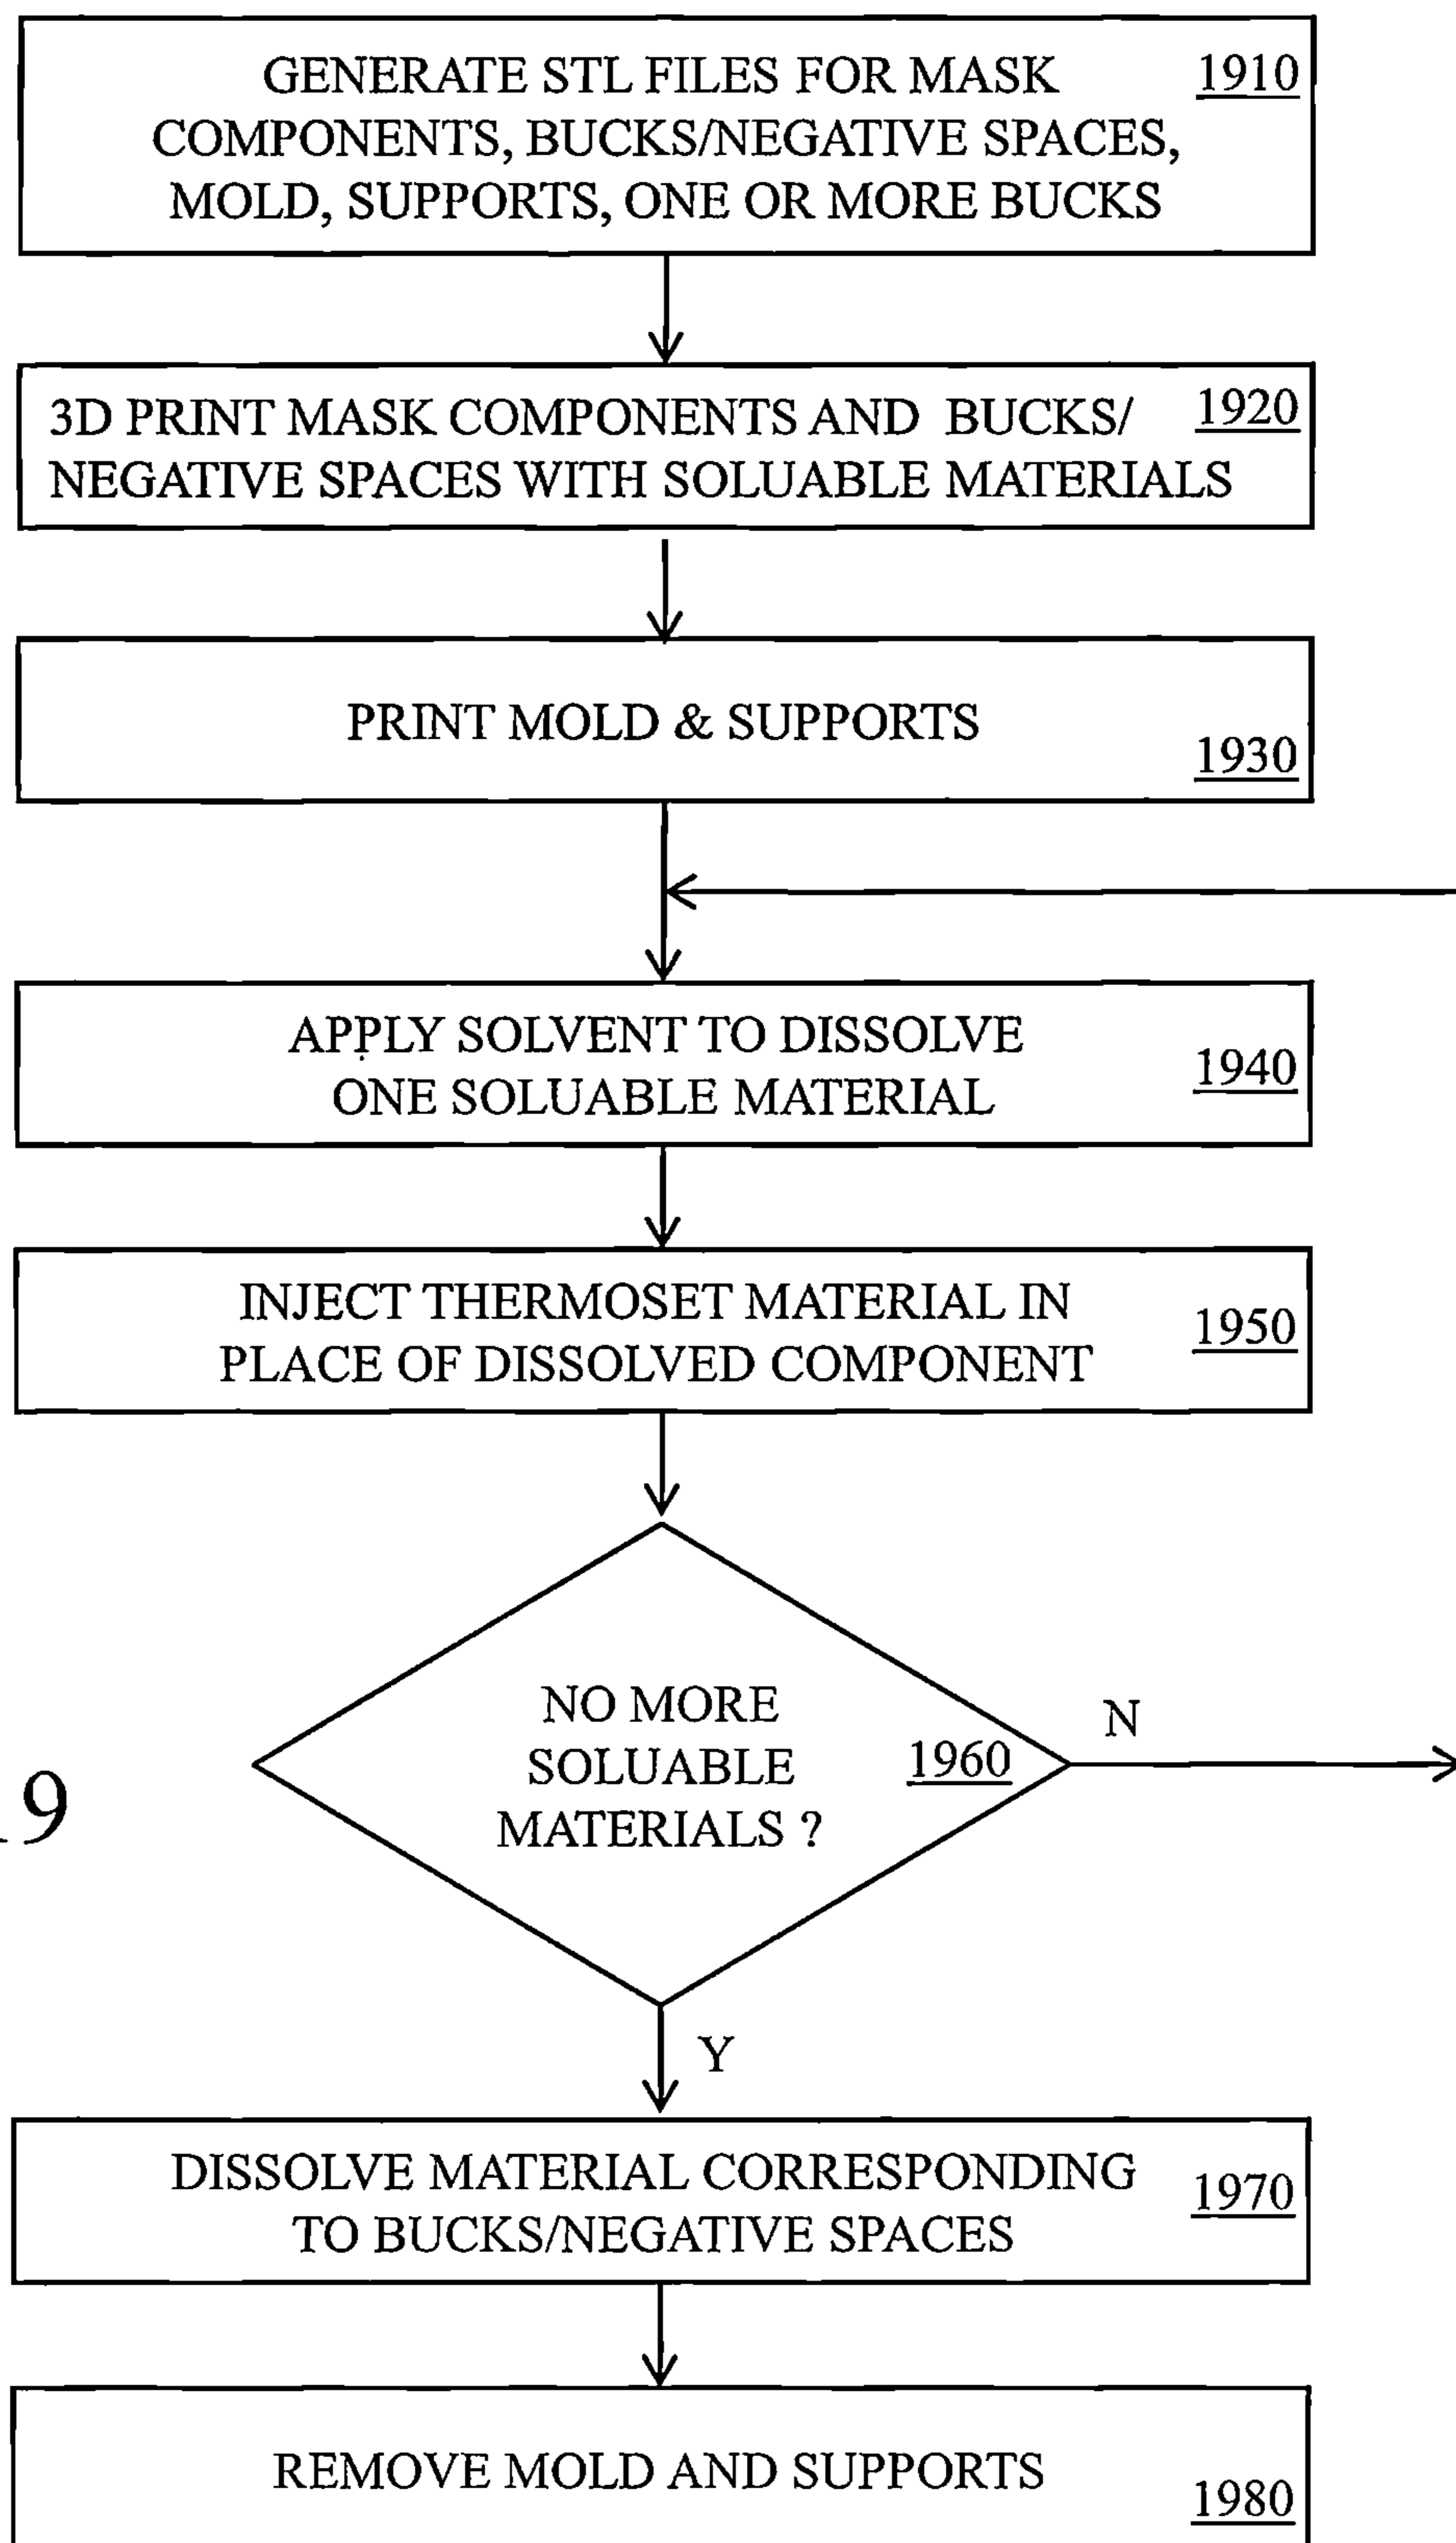 GENERATE STL FILES FOR MASK
1910
COMPONENTS, BUCKS/NEGATIVE SPACES,
MOLD, SUPPORTS, ONE OR MORE BUCKS
3D PRINT MASK COMPONENTS AND BUCKS/
1920
NEGATIVE SPACES WITH SOLUABLE MATERIALS
PRINT MOLD & SUPPORTS
1930
APPLY SOLVENT TO DISSOLVE
ONE SOLUABLE MATERIAL
1940
INJECT THERMOSET MATERIAL IN
PLACE OF DISSOLVED COMPONENT
1950
NO MORE
SOLUABLE
MATERIALS ?
1960
N
9
Y
DISSOLVE MATERIAL CORRESPONDING
TO BUCKS/NEGATIVE SPACES
1970
REMOVE MOLD AND SUPPORTS
1980